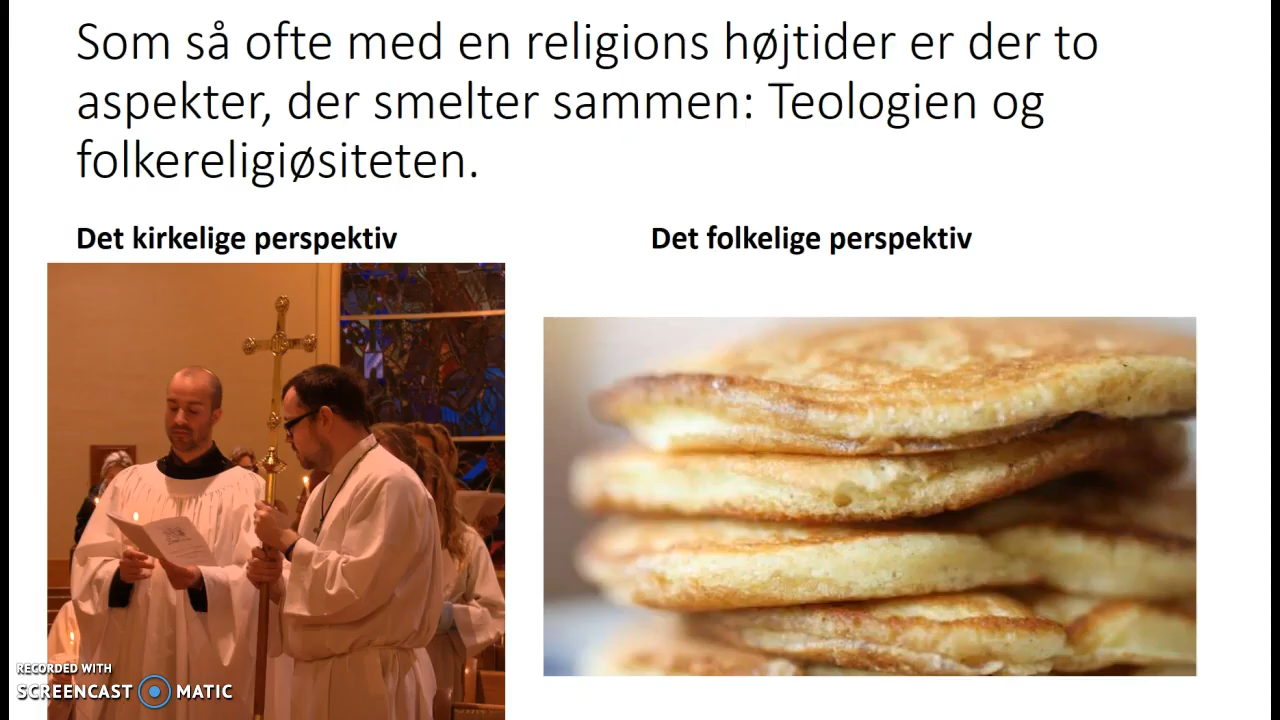 Som så ofte med en religions højtider er der to
aspekter, der smelter sammen: Teologien og
folkereligiøsiteten.
Det kirkelige perspektiv
Det folkelige perspektiv
RECORDED WITH
SCREENCAST MATIC